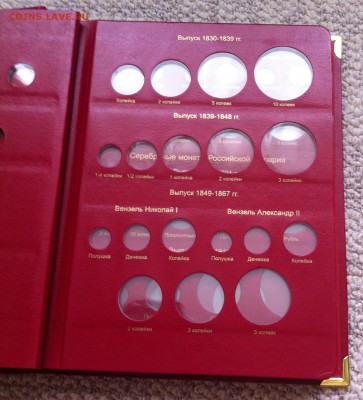 COINS.LAVE.RU
Выпуск 1830-1839 гг.
Копейка 2 копейки 5 копеек 10 копеек
Выпуск 1839-1848 гг.
Серебряные монеты Российской
1/4 копейки 1/2 копейки 1 копейка 2 копейки 3 копейки
Выпуск 1849-1867 гг.
Вензель Николай I Вензель Александр II
Рубль
Полушка Денежка Копейка Полушка Денежка Копейка
2 копейки 3 копейки 5 копеек